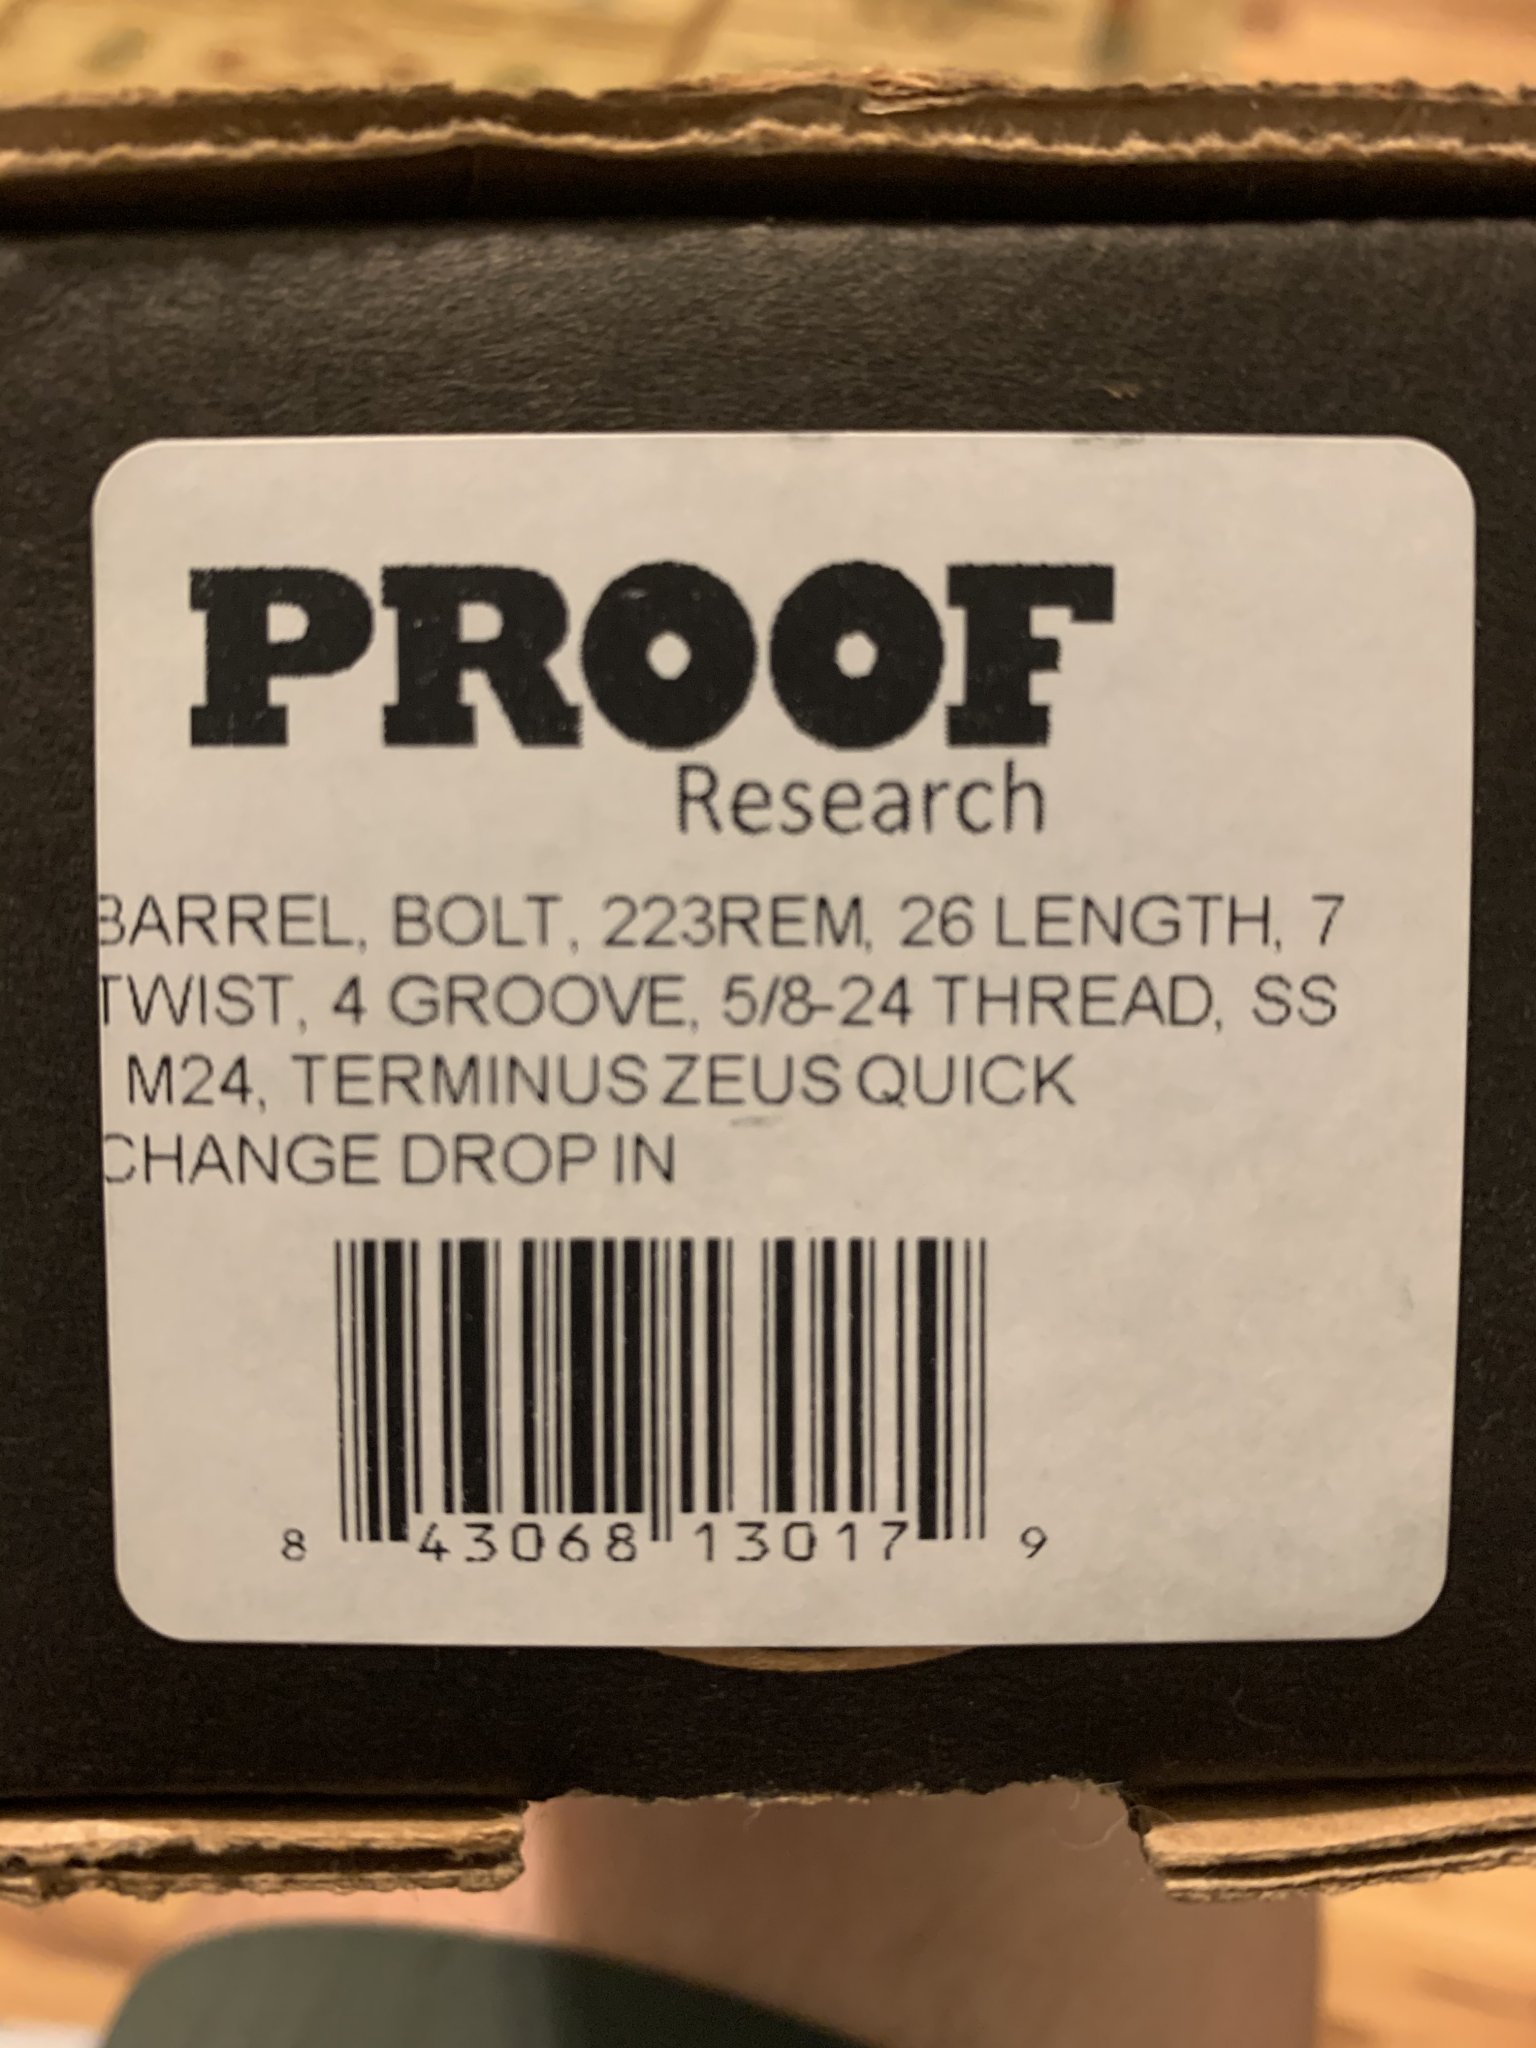 PROOF
Research
BARREL, BOLT, 223REM, 26 LENGTH, 7
TWIST, 4 GROOVE, 5/8-24 THREAD, SS
M24, TERMINUS ZEUS QUICK
CHANGE DROP IN
8 43068 13017 9